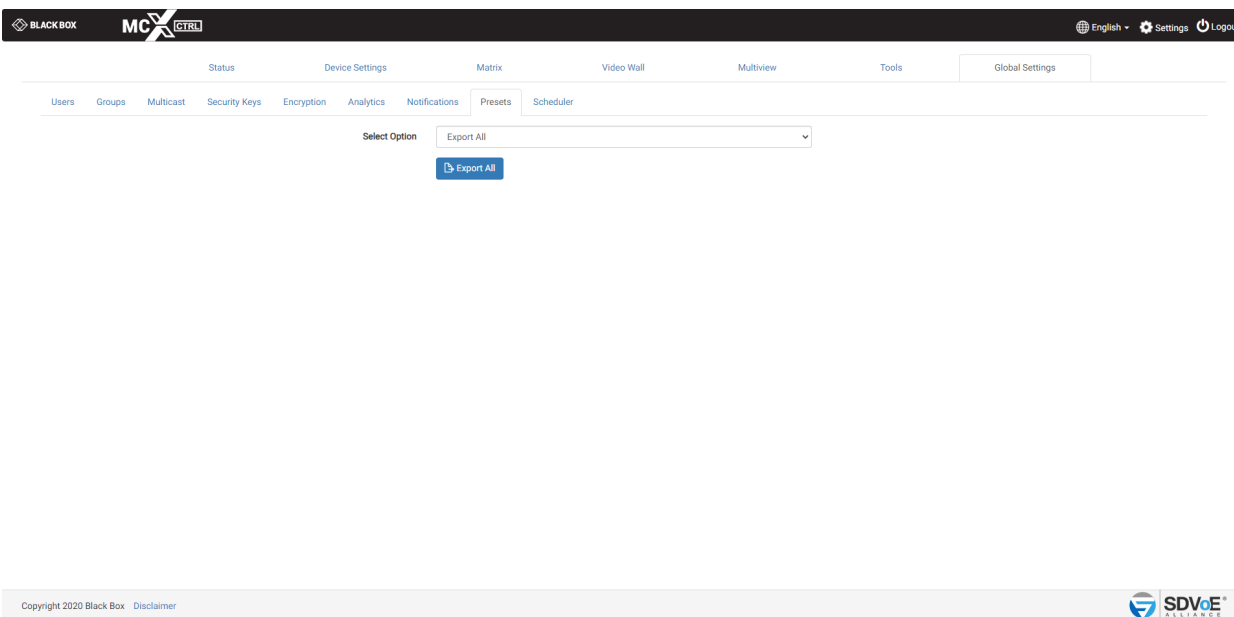 BLACK BOX MCX CTRL English Settings Logou
Status Device Settings Matrix Video Wall Multiview Tools Global Settings
Users Groups Multicast Security Keys Encryption Analytics Notifications Presets Scheduler
Select Option Export All
Export All
Copyright 2020 Black Box Disclaimer SDVoE
ALLIANCE